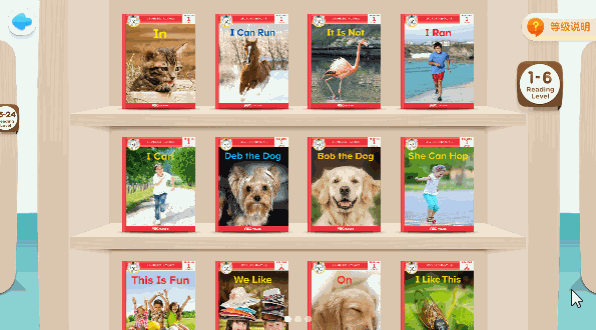 In
I Can Run
It Is Not
I Ran
等级说明
1-6
Reading
Level
I Can
Deb the Dog
Bob the Dog
She Can Hop
This Is Fun
We Like
On
I Like This